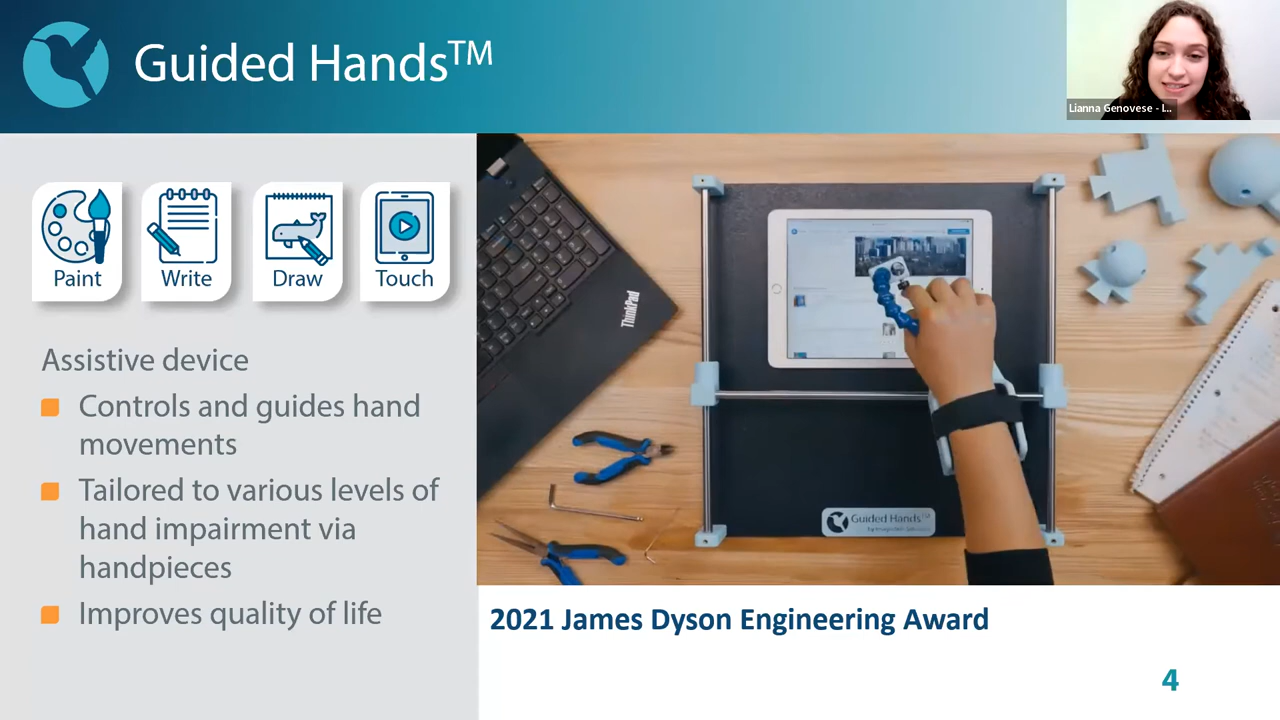 Guided Hands™
Lianna Genovese - I...
Paint
Write
Draw
Touch
Assistive device
Controls and guides hand
movements
Tailored to various levels of
hand impairment via
handpieces
Improves quality of life
ThinkPad
Guided Hands™
2021 James Dyson Engineering Award
4